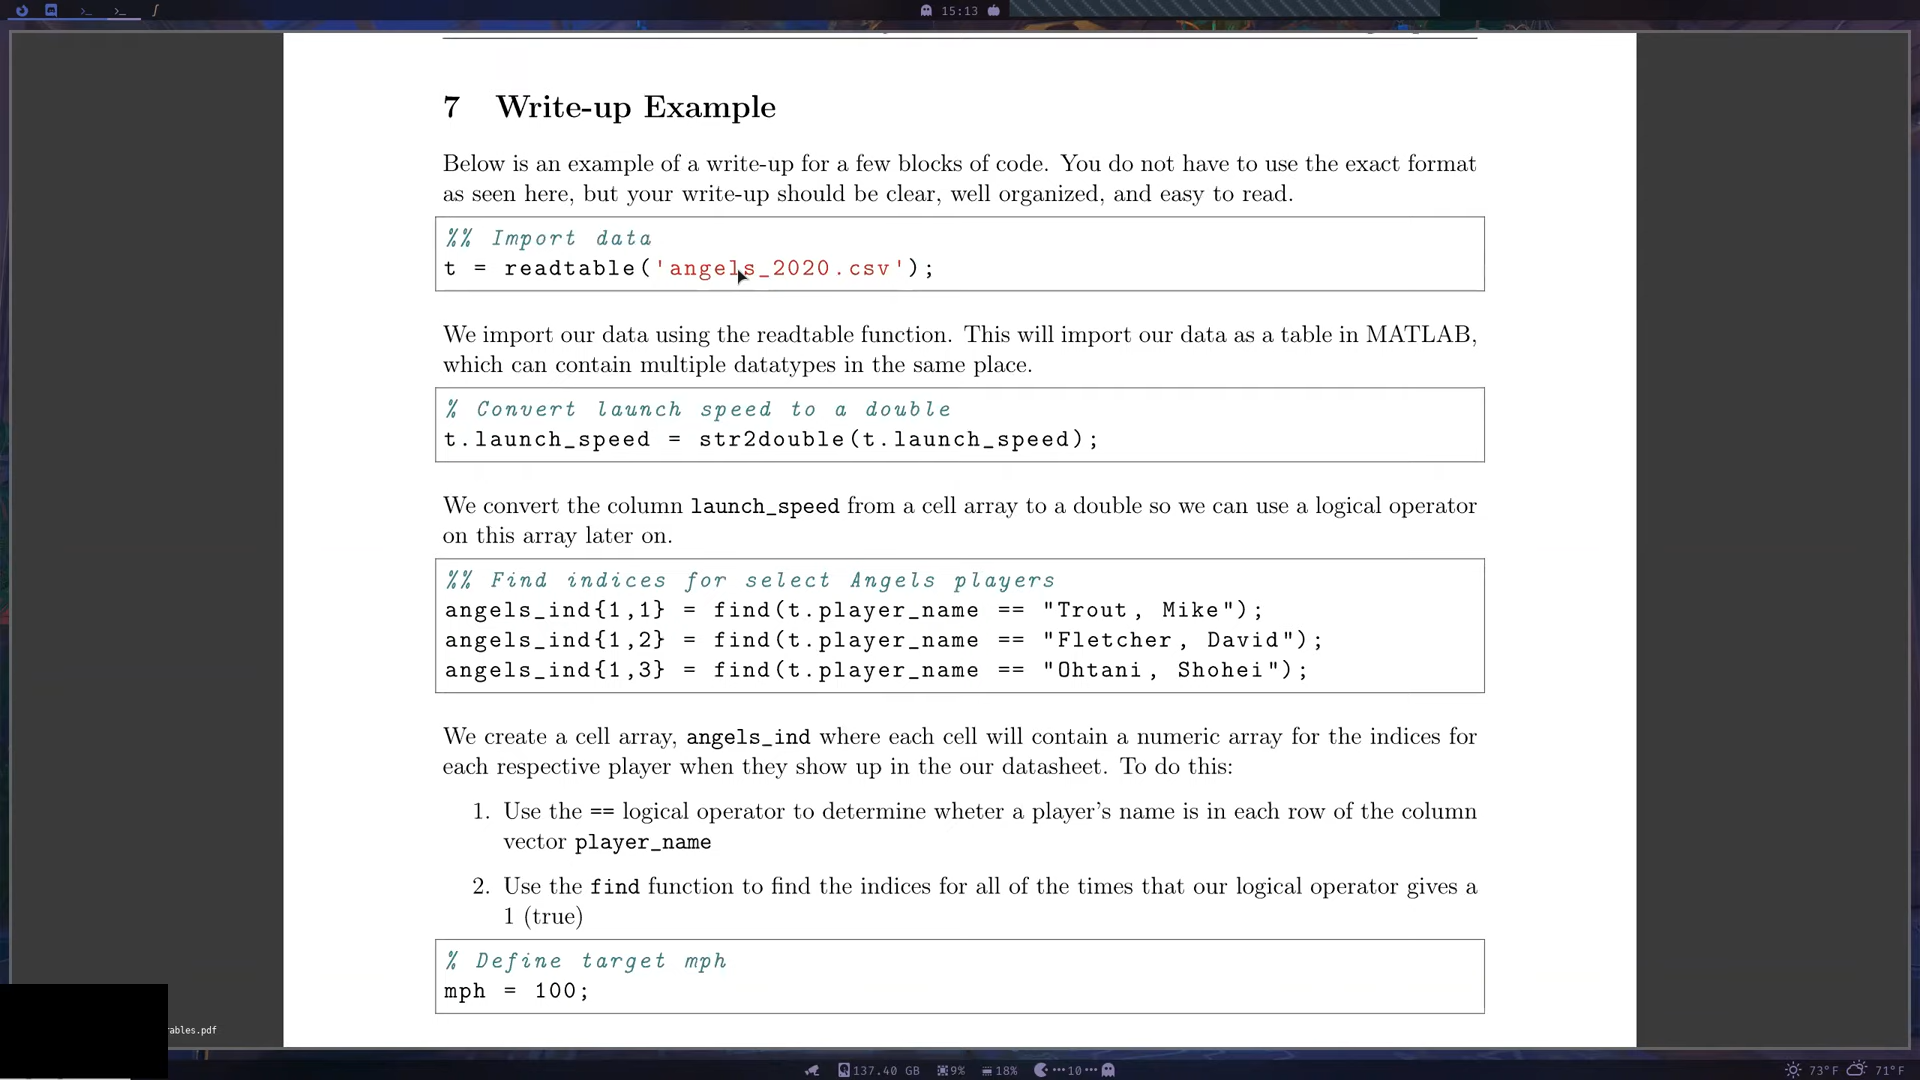 15:13
7 Write-up Example
Below is an example of a write-up for a few blocks of code. You do not have to use the exact format
as seen here, but your write-up should be clear, well organized, and easy to read.
%% Import data
t = readtable('angels_2020.csv');
We import our data using the readtable function. This will import our data as a table in MATLAB,
which can contain multiple datatypes in the same place.
% Convert launch speed to a double
t.launch_speed = str2double(t.launch_speed);
We convert the column launch_speed from a cell array to a double so we can use a logical operator
on this array later on.
%% Find indices for select Angels players
angels_ind{1,1} = find(t.player_name == "Trout, Mike");
angels_ind{1,2} = find(t.player_name == "Fletcher, David");
angels_ind{1,3} = find(t.player_name == "Ohtani, Shohei");
We create a cell array, angels_ind where each cell will contain a numeric array for the indices for
each respective player when they show up in the our datasheet. To do this:
1. Use the == logical operator to determine wheter a player's name is in each row of the column
vector player_name
2. Use the find function to find the indices for all of the times that our logical operator gives a
1 (true)
% Define target mph
mph = 100;
ables.pdf
137.40 GB 9% 18% 10 73°F 71°F